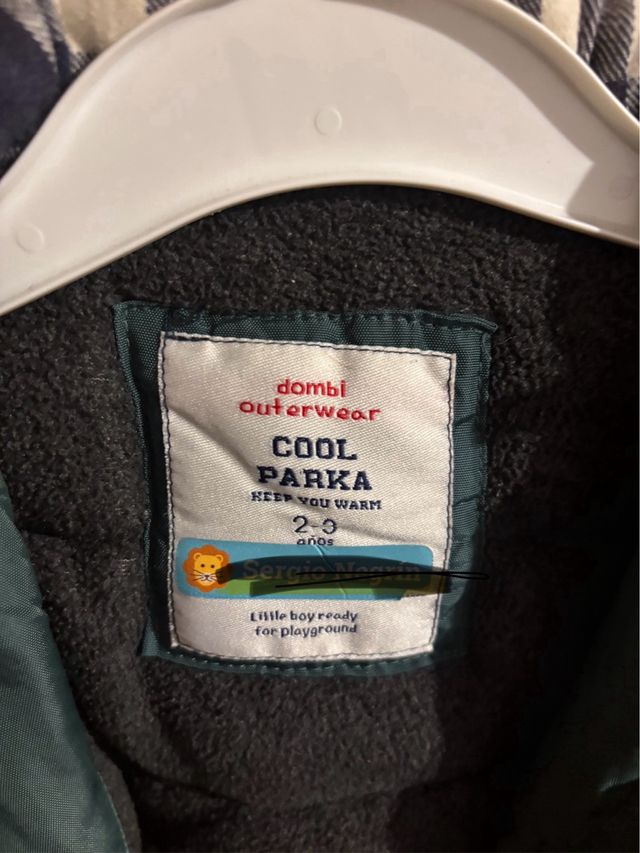 dombi
outerwear
COOL
PARKA
KEEP YOU WARM
2-3
años
Little boy ready
for playground